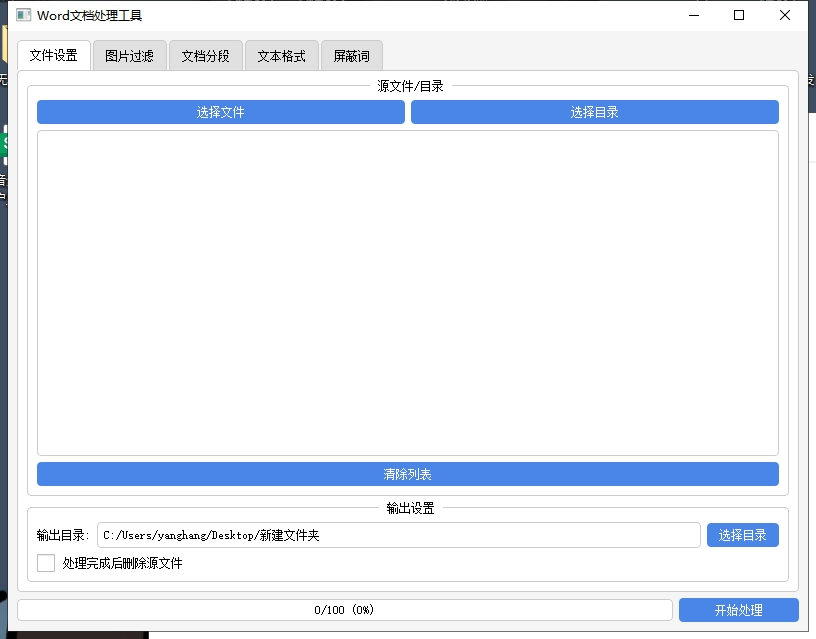 Word文档处理工具
文件设置 图片过滤 文档分段 文本格式 屏蔽词
源文件/目录
选择文件 选择目录
清除列表
输出设置
输出目录: C:/Users/yanghang/Desktop/新建文件夹 选择目录
处理完成后删除源文件
0/100 (0%) 开始处理